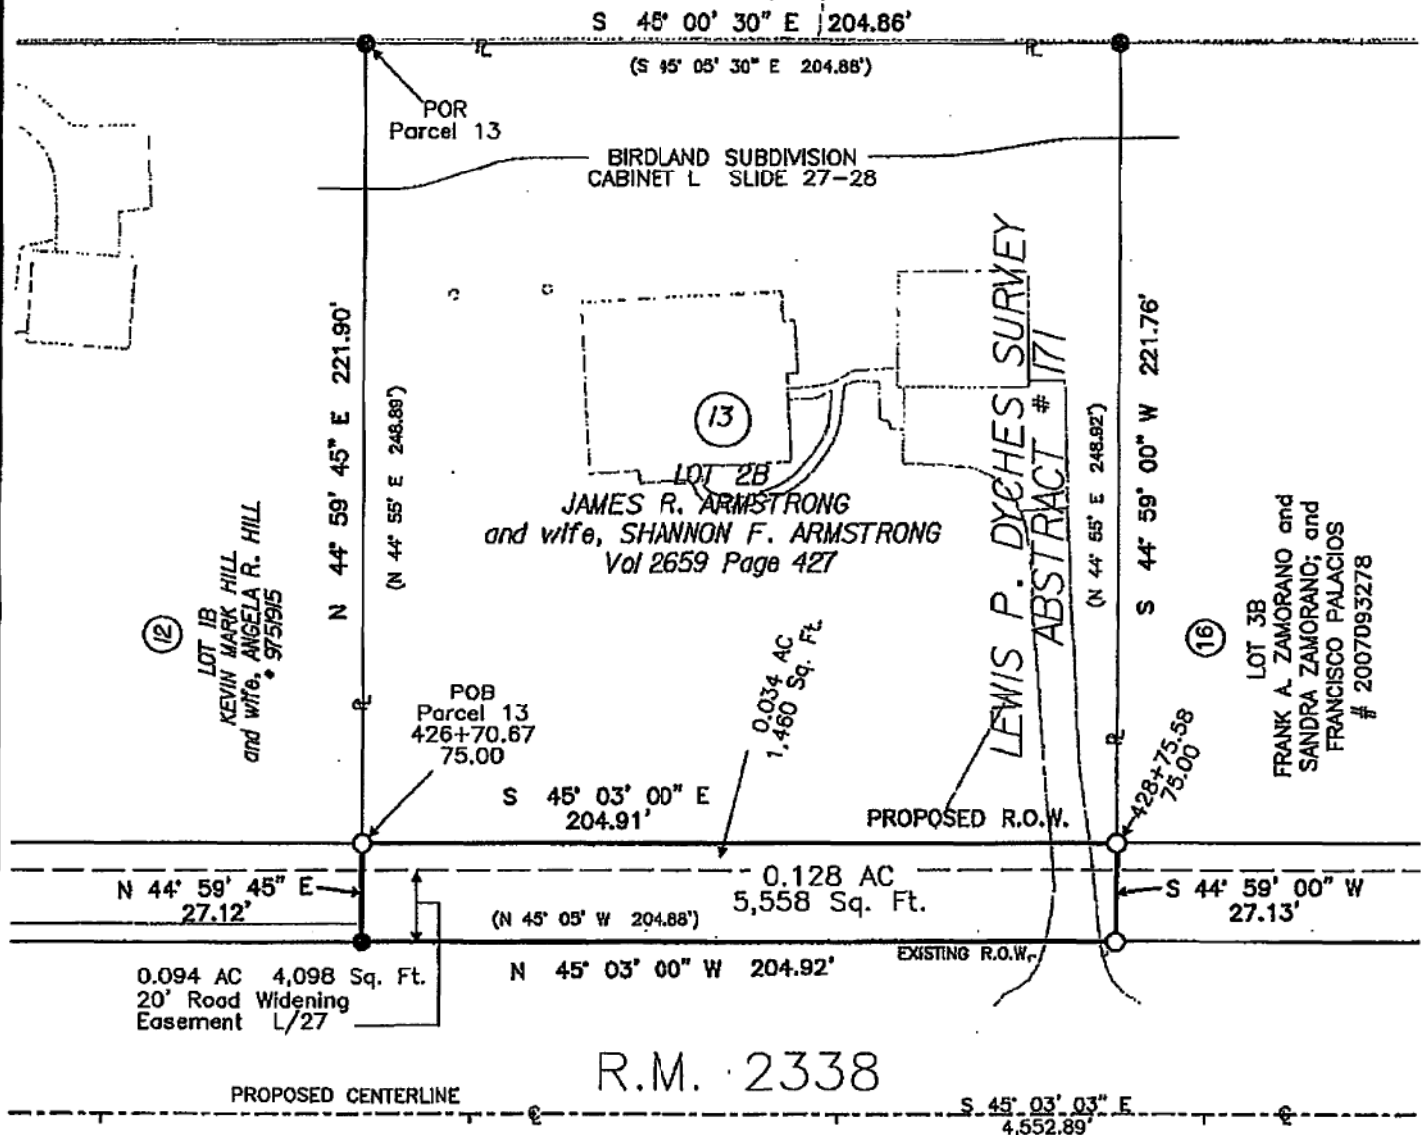 S 45° 00' 30" E 204.86'
(S 45° 05' 30" E 204.88')
POR
Parcel 13
BIRDLAND SUBDIVISION
CABINET L SLIDE 27-28
N 44° 59' 45" E 221.90'
(N 44° 55' E 248.89')
13
LOT 2B
JAMES R. ARMSTRONG
and wife, SHANNON F. ARMSTRONG
Vol 2659 Page 427
LEWIS P. DYCHES SURVEY
ABSTRACT # 171
(N 44° 55' E 248.92')
S 44° 59' 00" W 221.76'
12
LOT 1B
KEVIN MARK HILL
and wife, ANGELA R. HILL
* 9751915
16
LOT 3B
FRANK A. ZAMORANO and
SANDRA ZAMORANO; and
FRANCISCO PALACIOS
# 2007093278
POB
Parcel 13
426+70.67
75.00
0.034 AC
1,460 Sq. Ft.
428+75.58
75.00
S 45° 03' 00" E
204.91'
PROPOSED R.O.W.
N 44° 59' 45" E
27.12'
0.128 AC
5,558 Sq. Ft.
S 44° 59' 00" W
27.13'
(N 45° 05' W 204.88')
EXISTING R.O.W.
N 45° 03' 00" W 204.92'
0.094 AC 4,098 Sq. Ft.
20' Road Widening
Easement L/27
R.M. 2338
PROPOSED CENTERLINE
S 45° 03' 03" E
4,552.89'